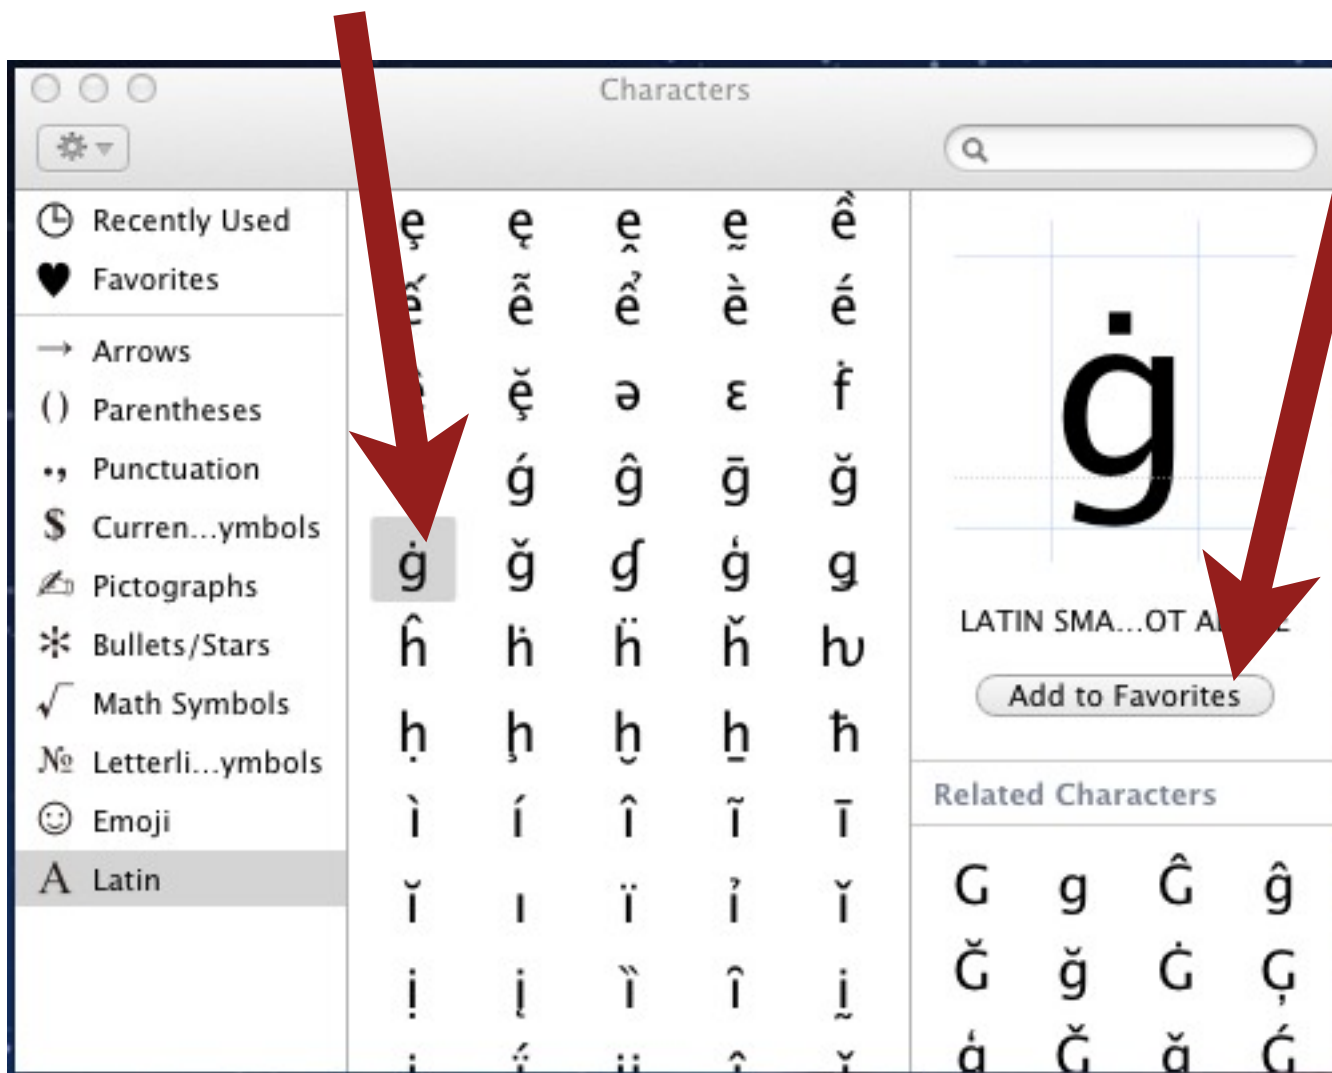 Characters
Recently Used
Favorites
→ Arrows
() Parentheses
•, Punctuation
$ Curren...ymbols
Pictographs
Bullets/Stars
√ Math Symbols
№ Letterli...ymbols
Emoji
A Latin
ȩ ę ḙ ḛ ề
ễ ể ḕ ḗ
ḝ ə ɛ ḟ
ǵ ĝ ḡ ğ
ġ ǧ ɠ ģ ǥ
ĥ ḣ ḧ ȟ ƕ
ḥ ḩ ḫ ẖ ħ
ì í î ĩ ī
ĭ ı ï ỉ ǐ
ị į ȉ ȋ ḭ
ġ
LATIN SMA...OT A
Add to Favorites
Related Characters
G g Ĝ ĝ
Ğ ğ Ġ Ģ
ģ Ǧ ǧ Ǵ